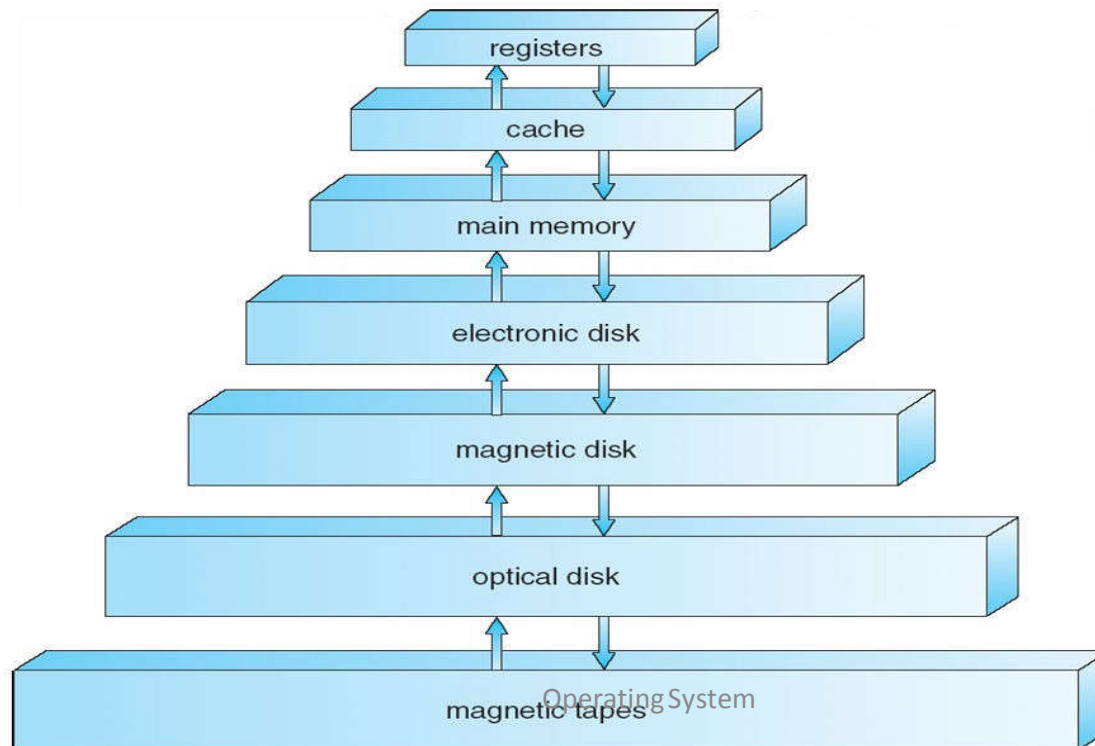 registers
cache
main memory
electronic disk
magnetic disk
optical disk
Operating System
magnetic tapes